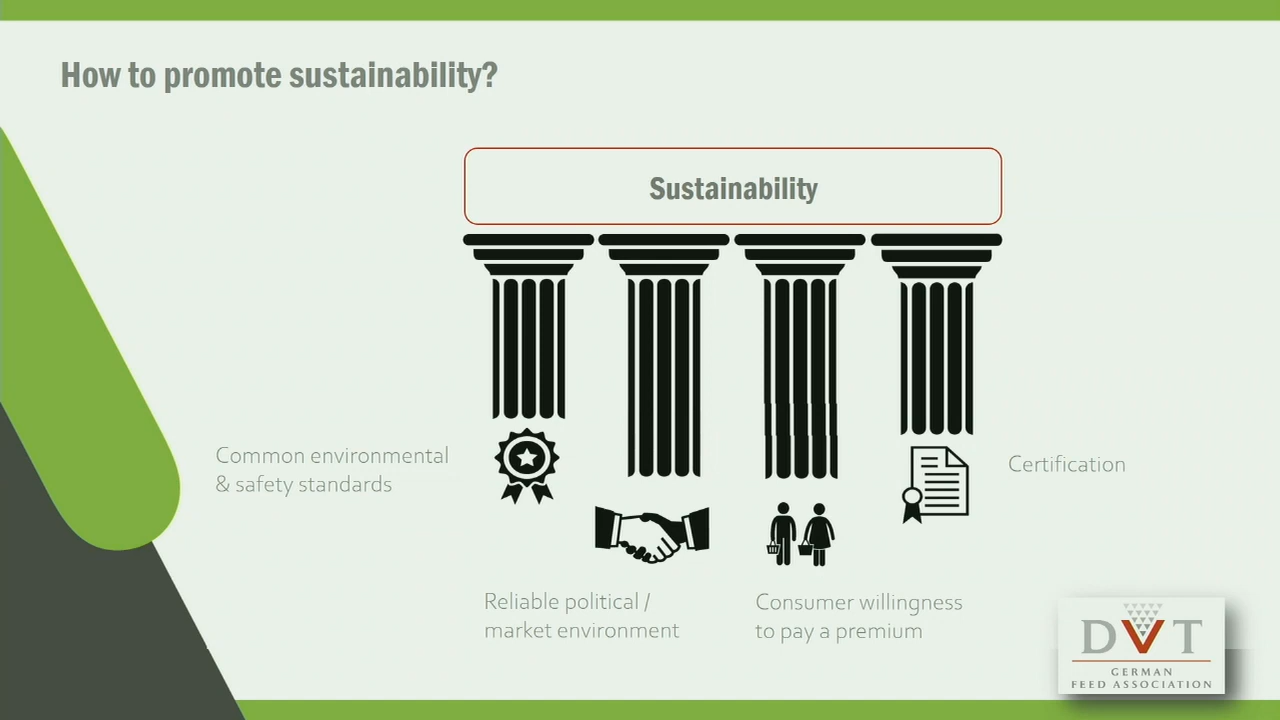 How to promote sustainability?
Sustainability
Common environmental
& safety standards
Certification
Reliable political /
market environment
Consumer willingness
to pay a premium
DVT
GERMAN
FEED ASSOCIATION